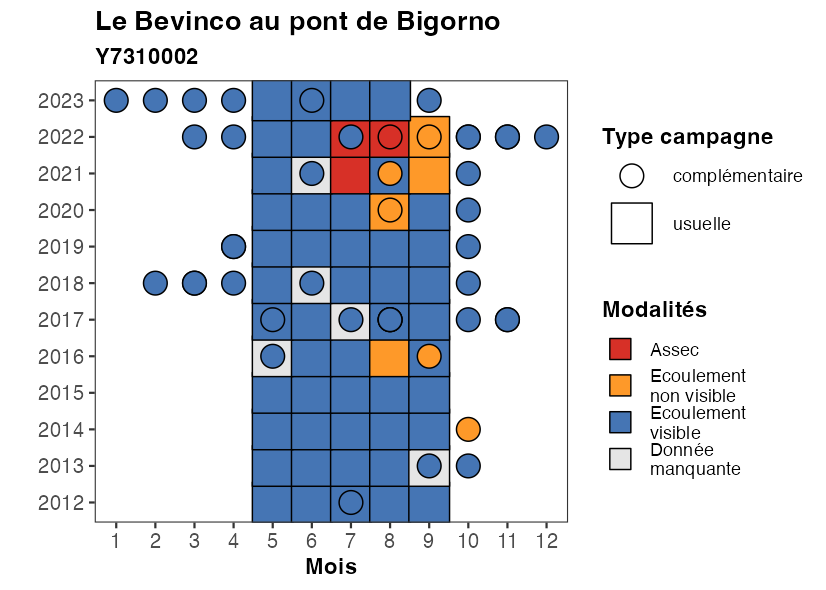 Le Bevinco au pont de Bigorno
Y7310002
2023
2022
2021
2020
2019
2018
2017
2016
2015
2014
2013
2012
1 2 3 4 5 6 7 8 9 10 11 12
Mois
Type campagne
complémentaire
usuelle
Modalités
Assec
Ecoulement
non visible
Ecoulement
visible
Donnée
manquante